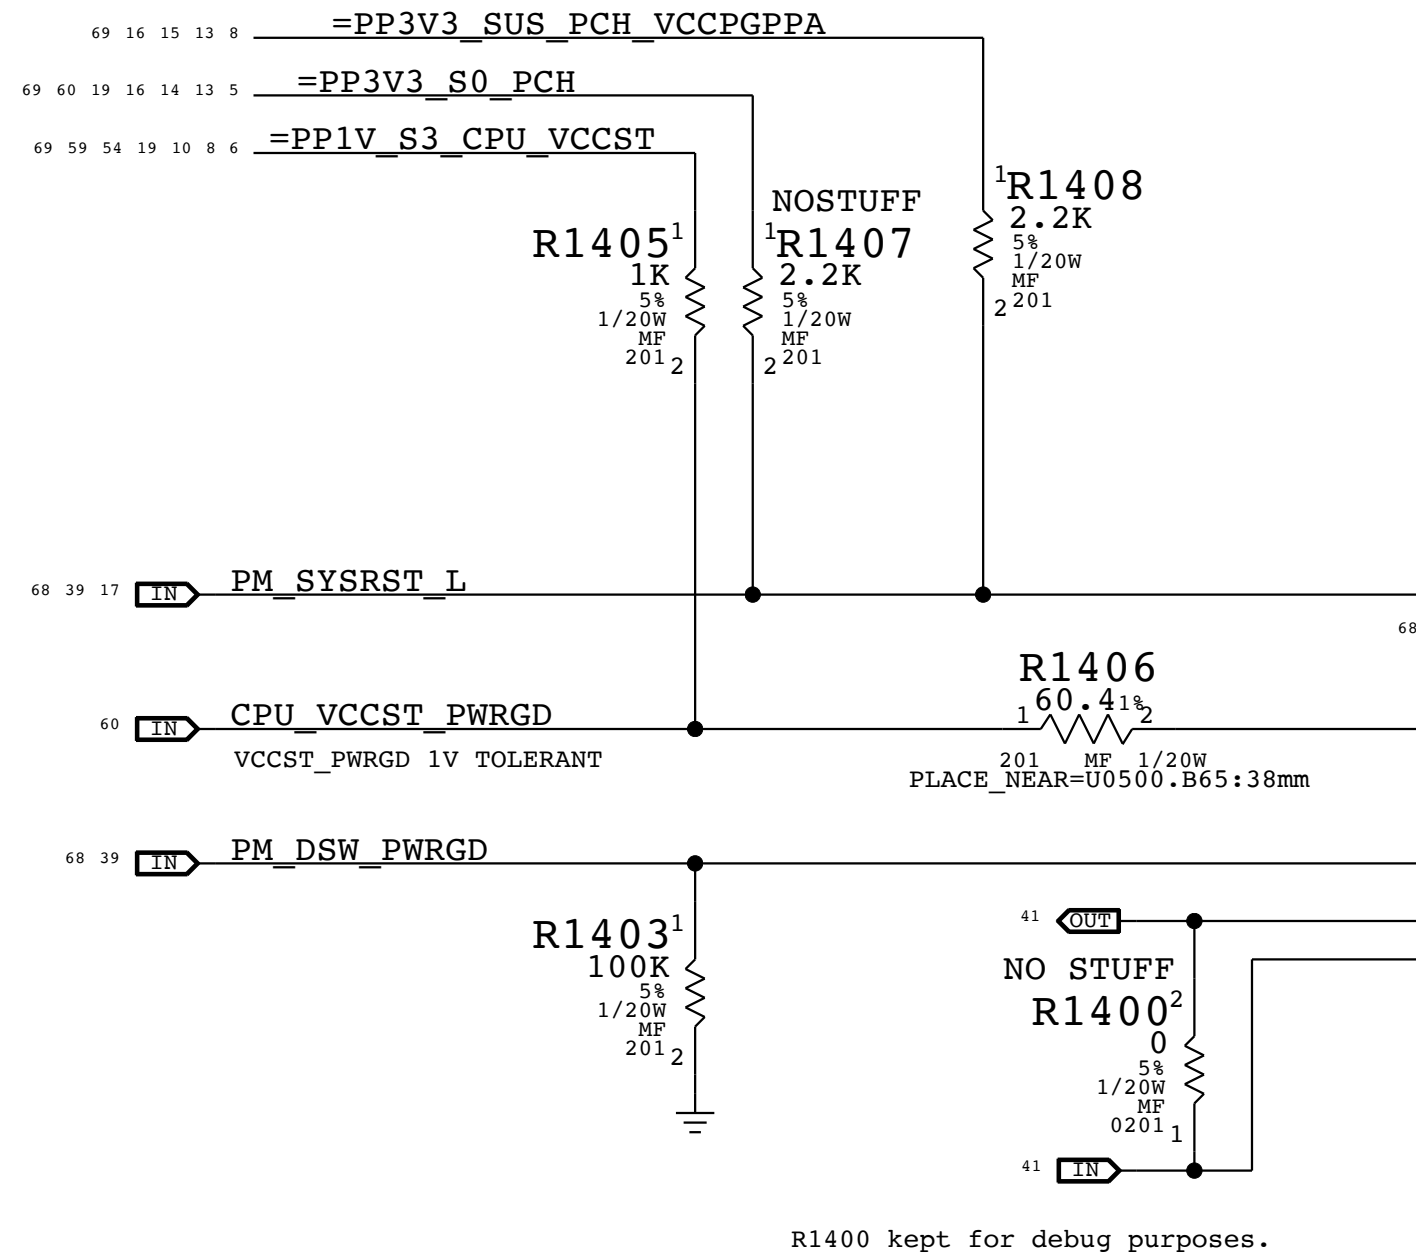 69 16 15 13 8 =PP3V3_SUS_PCH_VCCPGPPA
69 60 19 16 14 13 5 =PP3V3_S0_PCH
69 59 54 19 10 8 6 =PP1V_S3_CPU_VCCST
1 R1408
2.2K
5%
1/20W
MF
201
2
NOSTUFF
1 R1407
2.2K
5%
1/20W
MF
201
2
R1405 1
1K
5%
1/20W
MF
201
2
68 39 17 IN PM_SYSRST_L
68
R1406
60.4 1%
1 2
201 MF 1/20W
PLACE_NEAR=U0500.B65:38mm
60 IN CPU_VCCST_PWRGD
VCCST_PWRGD 1V TOLERANT
68 39 IN PM_DSW_PWRGD
R1403 1
100K
5%
1/20W
MF
201
2
41 OUT
NO STUFF
R1400 2
0
5%
1/20W
MF
0201
1
41 IN
R1400 kept for debug purposes.